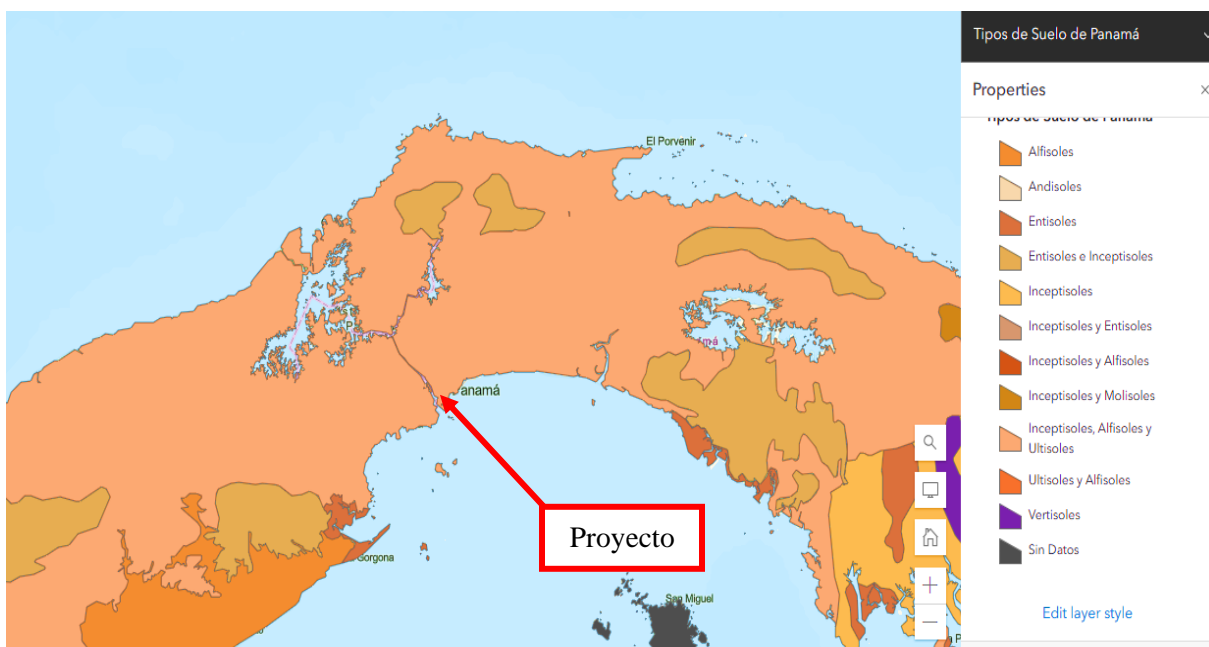 Tipos de Suelo de Panamá
Properties
Tipos de Suelo de Panamá
Alfisoles
Andisoles
Entisoles
Entisoles e Inceptisoles
Inceptisoles
Inceptisoles y Entisoles
Inceptisoles y Alfisoles
Inceptisoles y Molisoles
Inceptisoles, Alfisoles y
Ultisoles
Ultisoles y Alfisoles
Vertisoles
Sin Datos
Edit layer style
El Porvenir
má
anamá
Proyecto
Gorgona
San Miguel